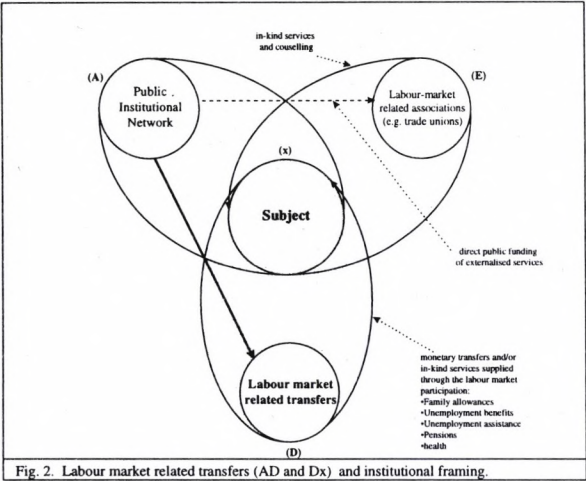 in-kind services
and counselling
(A)
(E)
Public .
Institutional
Network
Labour-market
related associations
(e.g. trade unions)
(x)
Subject
direct public funding
of externalised services
monetary transfers and/or
in-kind services supplied
through the labour market
participation:
•Family allowances
•Unemployment benefits
•Unemployment assistance
•Pensions
•health
Labour market
related transfers
(D)
Fig. 2. Labour market related transfers (AD and Dx) and institutional framing.